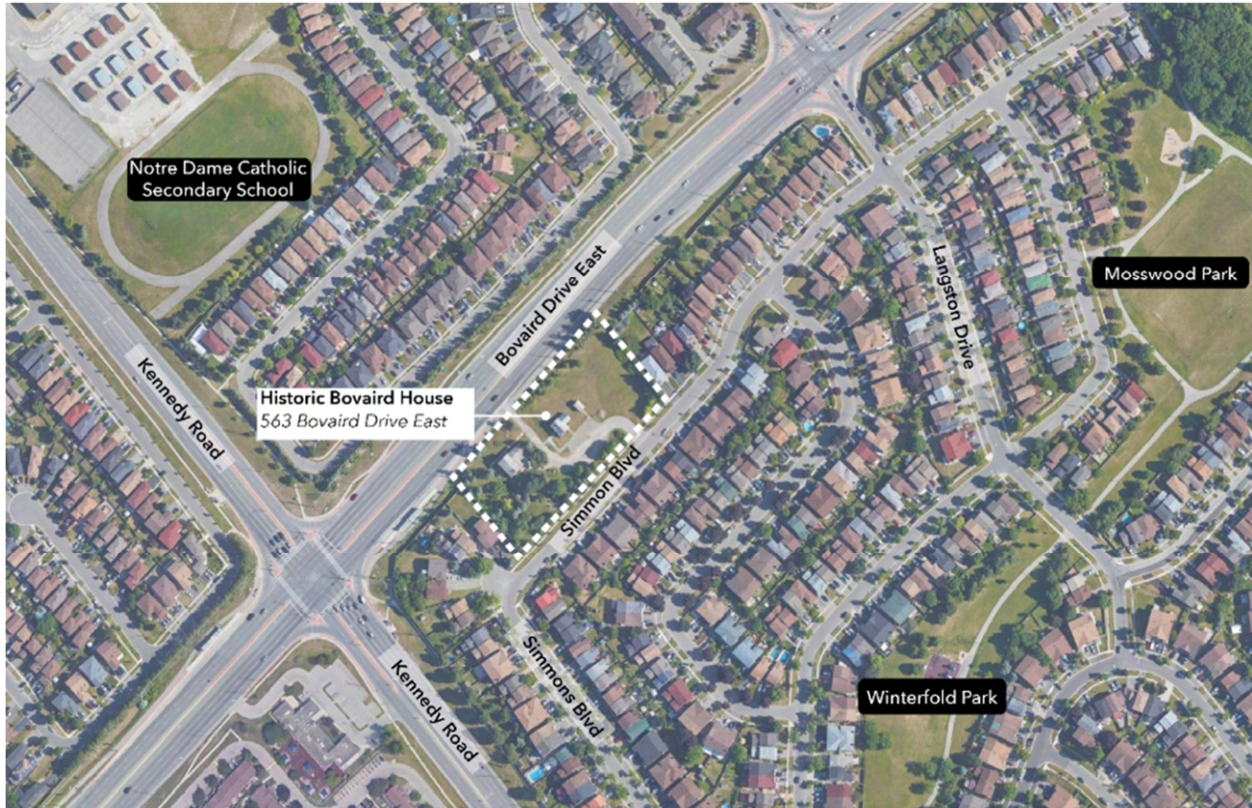 Notre Dame Catholic
Secondary School
Bovaird Drive East
Langston Drive
Mosswood Park
Kennedy Road
Historic Bovaird House
563 Bovaird Drive East
Simmon Blvd
Simmons Blvd
Kennedy Road
Winterfold Park